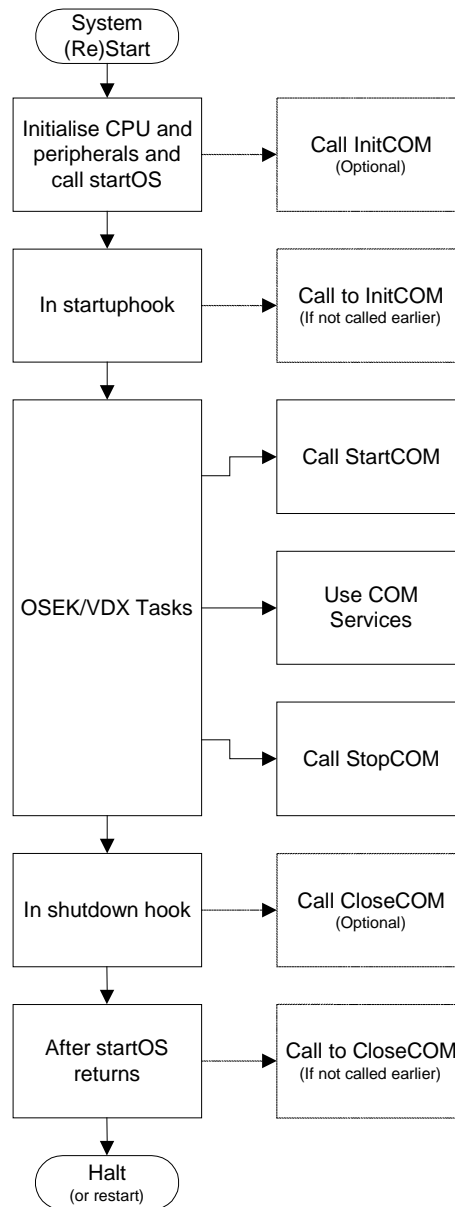 System
(Re)Start
Initialise CPU and
peripherals and
call startOS
Call InitCOM
(Optional)
In startuphook
Call to InitCOM
(If not called earlier)
OSEK/VDX Tasks
Call StartCOM
Use COM
Services
Call StopCOM
In shutdown hook
Call CloseCOM
(Optional)
After startOS
returns
Call to CloseCOM
(If not called earlier)
Halt
(or restart)